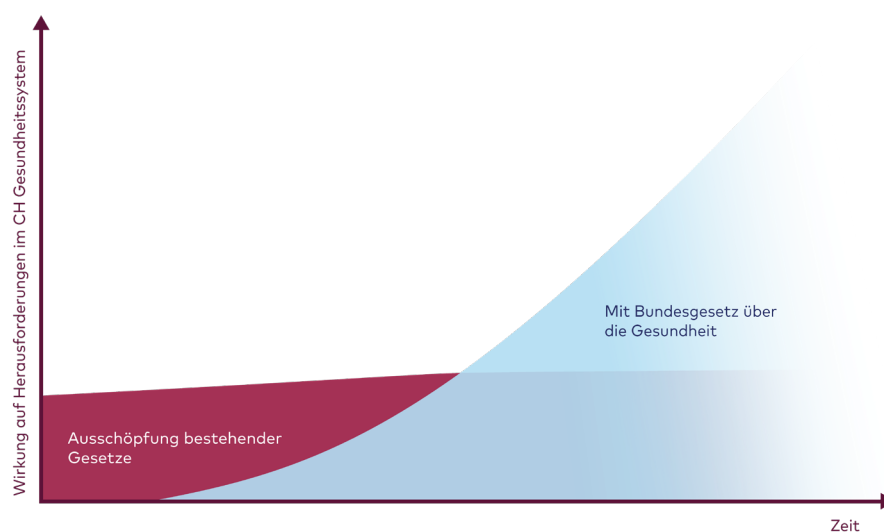 Wirkung auf Herausforderungen im CH Gesundheitssystem
Mit Bundesgesetz über
die Gesundheit
Ausschöpfung bestehender
Gesetze
Zeit